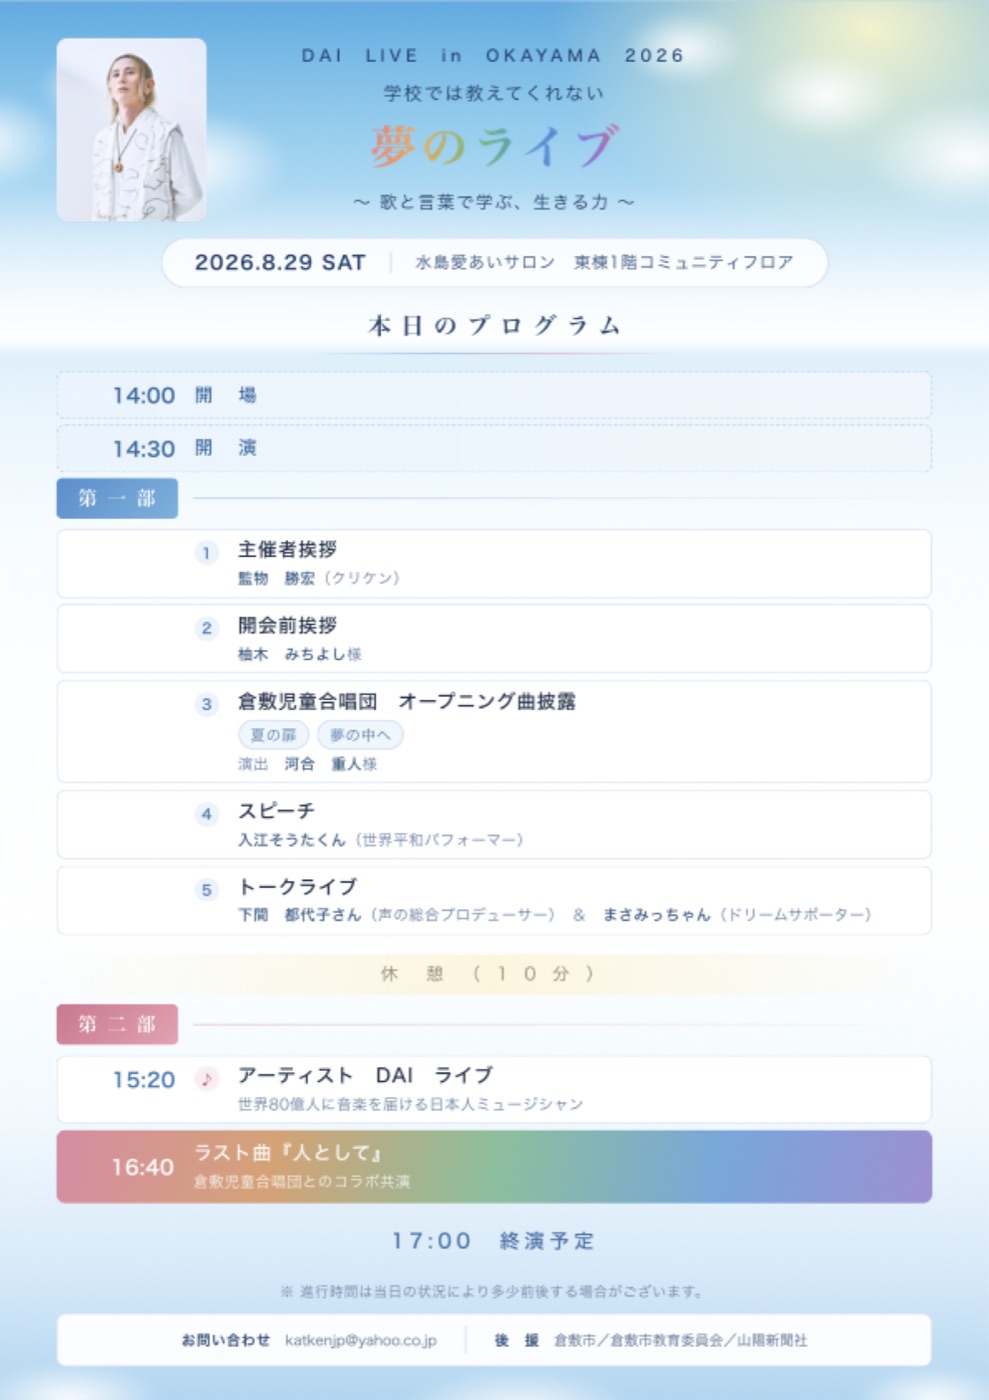 DAI LIVE in OKAYAMA 2026
学校では教えてくれない
夢のライブ
〜 歌と言葉で学ぶ、生きる力 〜
2026.8.29 SAT 水島愛あいサロン 東棟1階コミュニティフロア
本日のプログラム
14:00 開 場
14:30 開 演
第一部
1 主催者挨拶
監物 勝宏（クリケン）
2 開会前挨拶
柚木 みちよし様
3 倉敷児童合唱団 オープニング曲披露
夏の扉 夢の中へ
演出 河合 重人様
4 スピーチ
入江そうたくん（世界平和パフォーマー）
5 トークライブ
下間 都代子さん（声の総合プロデューサー） & まさみっちゃん（ドリームサポーター）
休 憩 （10分）
第二部
15:20 ♪ アーティスト DAI ライブ
世界80億人に音楽を届ける日本人ミュージシャン
16:40 ラスト曲『人として』
倉敷児童合唱団とのコラボ共演
17:00 終演予定
※ 進行時間は当日の状況により多少前後する場合がございます。
お問い合わせ katkenjp@yahoo.co.jp 後 援 倉敷市／倉敷市教育委員会／山陽新聞社